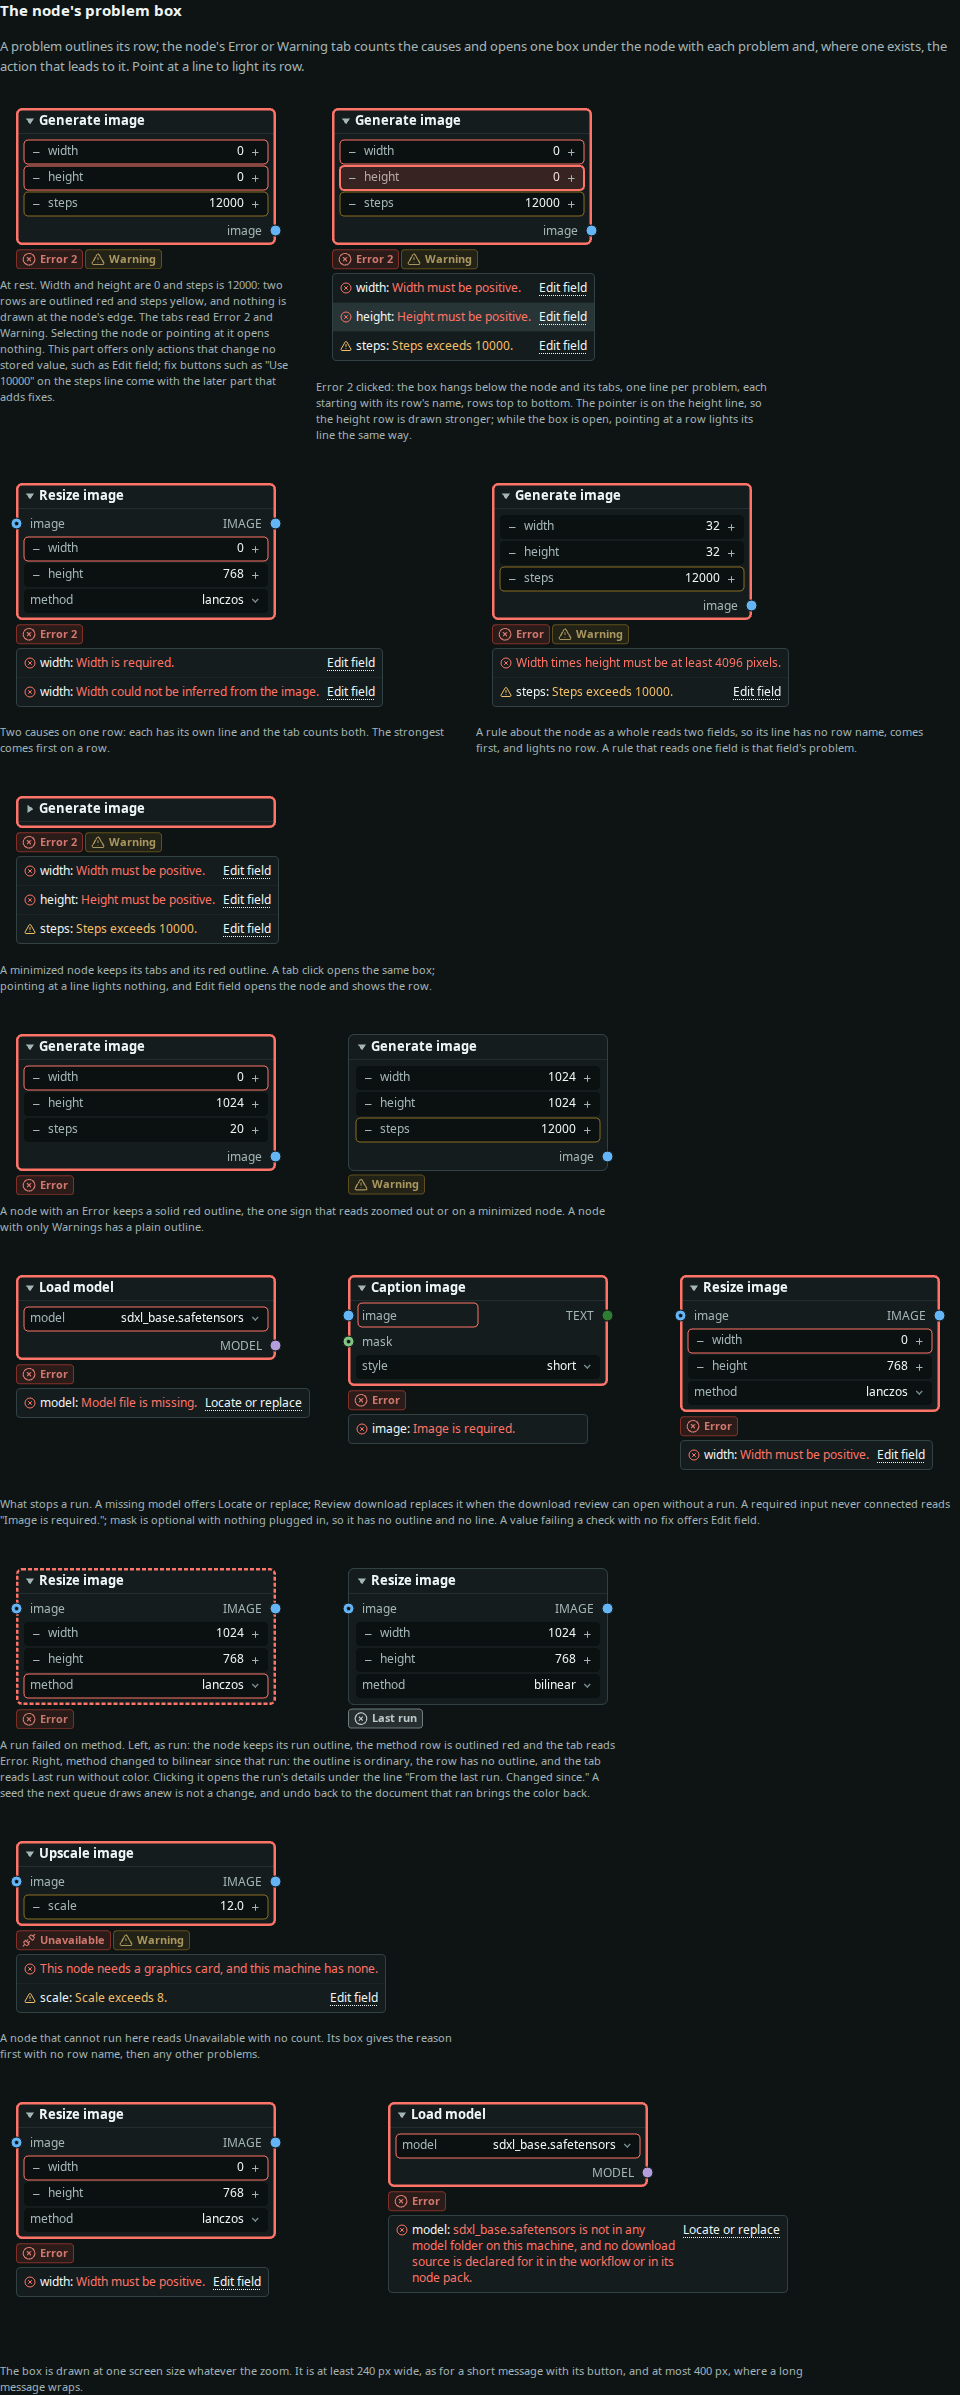 The node's problem box
A problem outlines its row; the node's Error or Warning tab counts the causes and opens one box under the node with each problem and, where one exists, the
action that leads to it. Point at a line to light its row.
Generate image
– width 0 +
– height 0 +
– steps 12000 +
image
Error 2 Warning
At rest. Width and height are 0 and steps is 12000: two
rows are outlined red and steps yellow, and nothing is
drawn at the node's edge. The tabs read Error 2 and
Warning. Selecting the node or pointing at it opens
nothing. This part offers only actions that change no
stored value, such as Edit field; fix buttons such as "Use
10000" on the steps line come with the later part that
adds fixes.
Generate image
– width 0 +
– height 0 +
– steps 12000 +
image
Error 2 Warning
width: Width must be positive. Edit field
height: Height must be positive. Edit field
steps: Steps exceeds 10000. Edit field
Error 2 clicked: the box hangs below the node and its tabs, one line per problem, each
starting with its row's name, rows top to bottom. The pointer is on the height line, so
the height row is drawn stronger; while the box is open, pointing at a row lights its
line the same way.
Resize image
image IMAGE
– width 0 +
– height 768 +
method lanczos
Error 2
width: Width is required. Edit field
width: Width could not be inferred from the image. Edit field
Two causes on one row: each has its own line and the tab counts both. The strongest
comes first on a row.
Generate image
– width 32 +
– height 32 +
– steps 12000 +
image
Error Warning
Width times height must be at least 4096 pixels.
steps: Steps exceeds 10000. Edit field
A rule about the node as a whole reads two fields, so its line has no row name, comes
first, and lights no row. A rule that reads one field is that field's problem.
Generate image
Error 2 Warning
width: Width must be positive. Edit field
height: Height must be positive. Edit field
steps: Steps exceeds 10000. Edit field
A minimized node keeps its tabs and its red outline. A tab click opens the same box;
pointing at a line lights nothing, and Edit field opens the node and shows the row.
Generate image
– width 0 +
– height 1024 +
– steps 20 +
image
Error
Generate image
– width 1024 +
– height 1024 +
– steps 12000 +
image
Warning
A node with an Error keeps a solid red outline, the one sign that reads zoomed out or on a minimized node. A node
with only Warnings has a plain outline.
Load model
model sdxl_base.safetensors
MODEL
Error
model: Model file is missing. Locate or replace
Caption image
image TEXT
mask
style short
Error
image: Image is required.
Resize image
image IMAGE
– width 0 +
– height 768 +
method lanczos
Error
width: Width must be positive. Edit field
What stops a run. A missing model offers Locate or replace; Review download replaces it when the download review can open without a run. A required input never connected reads
"Image is required."; mask is optional with nothing plugged in, so it has no outline and no line. A value failing a check with no fix offers Edit field.
Resize image
image IMAGE
– width 1024 +
– height 768 +
method lanczos
Error
Resize image
image IMAGE
– width 1024 +
– height 768 +
method bilinear
Last run
A run failed on method. Left, as run: the node keeps its run outline, the method row is outlined red and the tab reads
Error. Right, method changed to bilinear since that run: the outline is ordinary, the row has no outline, and the tab
reads Last run without color. Clicking it opens the run's details under the line "From the last run. Changed since." A
seed the next queue draws anew is not a change, and undo back to the document that ran brings the color back.
Upscale image
image IMAGE
– scale 12.0 +
Unavailable Warning
This node needs a graphics card, and this machine has none.
scale: Scale exceeds 8. Edit field
A node that cannot run here reads Unavailable with no count. Its box gives the reason
first with no row name, then any other problems.
Resize image
image IMAGE
– width 0 +
– height 768 +
method lanczos
Error
width: Width must be positive. Edit field
Load model
model sdxl_base.safetensors
MODEL
Error
model: sdxl_base.safetensors is not in any Locate or replace
model folder on this machine, and no download
source is declared for it in the workflow or in its
node pack.
The box is drawn at one screen size whatever the zoom. It is at least 240 px wide, as for a short message with its button, and at most 400 px, where a long
message wraps.